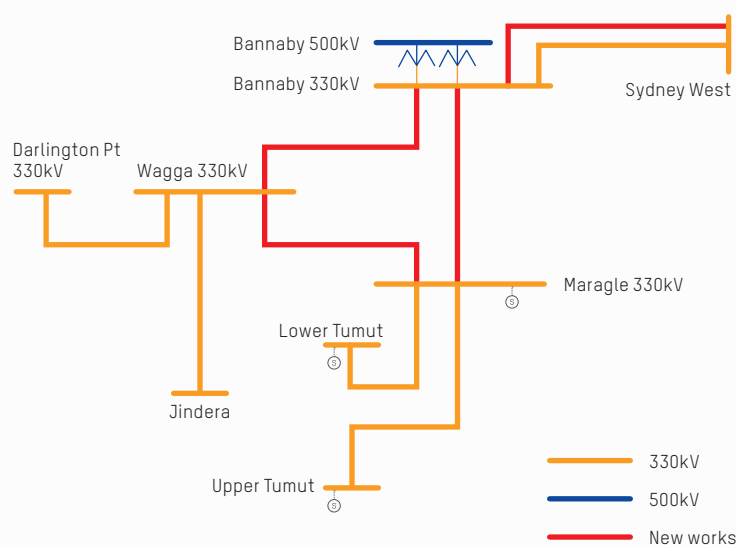 Bannaby 500kV
Bannaby 330kV
Sydney West
Darlington Pt
330kV
Wagga 330kV
Maragle 330kV
S
Lower Tumut
S
Jindera
Upper Tumut
S
330kV
500kV
New works